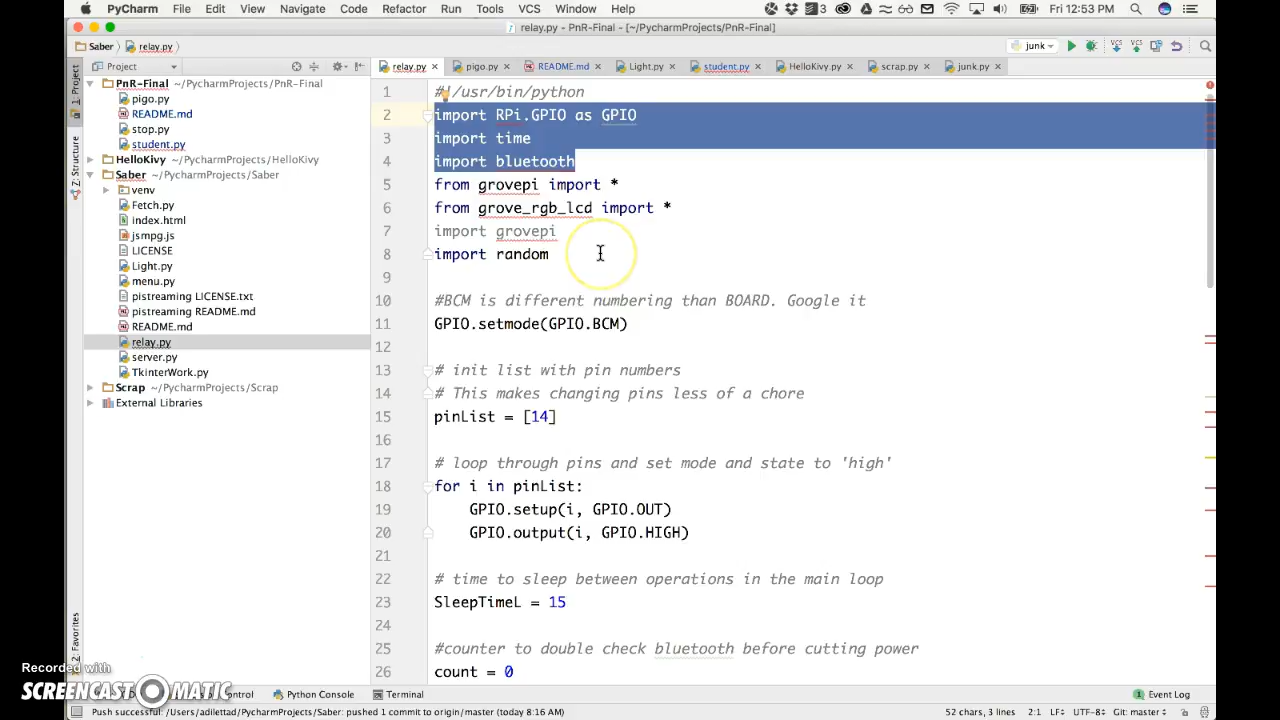 PyCharm File Edit View Navigate Code Refactor Run Tools VCS Window Help 3 Fri 12:53 PM
relay.py - PnR-Final - [~/PycharmProjects/PnR-Final]
Saber relay.py junk VCS VCS
Project relay.py pigo.py README.md Light.py student.py HelloKivy.py scrap.py junk.py
1: Project
Z: Structure
2: Favorites
PnR-Final ~/PycharmProjects/PnR-Final
pigo.py
README.md
stop.py
student.py
HelloKivy ~/PycharmProjects/HelloKivy
Saber ~/PycharmProjects/Saber
venv
Fetch.py
index.html
jsmpg.js
LICENSE
Light.py
menu.py
pistreaming LICENSE.txt
pistreaming README.md
README.md
relay.py
server.py
TkinterWork.py
Scrap ~/PycharmProjects/Scrap
External Libraries
1 #!/usr/bin/python
2 import RPi.GPIO as GPIO
3 import time
4 import bluetooth
5 from grovepi import *
6 from grove_rgb_lcd import *
7 import grovepi
8 import random
9
10 #BCM is different numbering than BOARD. Google it
11 GPIO.setmode(GPIO.BCM)
12
13 # init list with pin numbers
14 # This makes changing pins less of a chore
15 pinList = [14]
16
17 # loop through pins and set mode and state to 'high'
18 for i in pinList:
19 GPIO.setup(i, GPIO.OUT)
20 GPIO.output(i, GPIO.HIGH)
21
22 # time to sleep between operations in the main loop
23 SleepTimeL = 15
24
25 #counter to double check bluetooth before cutting power
26 count = 0
Recorded with
SCREENCAST-O-MATIC
Python Console Terminal 1 Event Log
Push successful: /Users/adilettad/PycharmProjects/Saber: pushed 1 commit to origin/master (today 8:16 AM) 52 chars, 3 lines 2:1 LF÷ UTF-8÷ Git: master÷